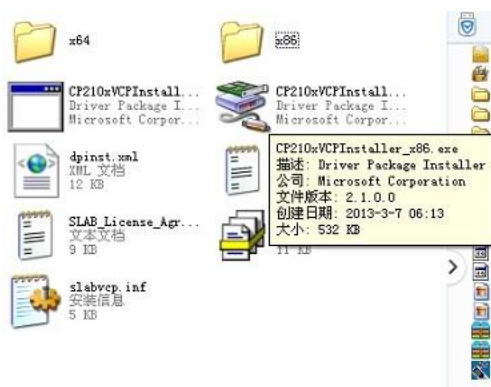 x64
x86
CP210xVCPInstall...
Driver Package I...
Microsoft Corpor...
CP210xVCPInstall...
Driver Package I...
Microsoft Corpor...
dpinst.xml
XML 文档
12 KB
CP210xVCPInstaller_x86.exe
描述: Driver Package Installer
公司: Microsoft Corporation
文件版本: 2.1.0.0
创建日期: 2013-3-7 06:13
大小: 532 KB
SLAB_License_Agr...
文本文档
9 KB
11 KB
slabvcp.inf
安装信息
5 KB